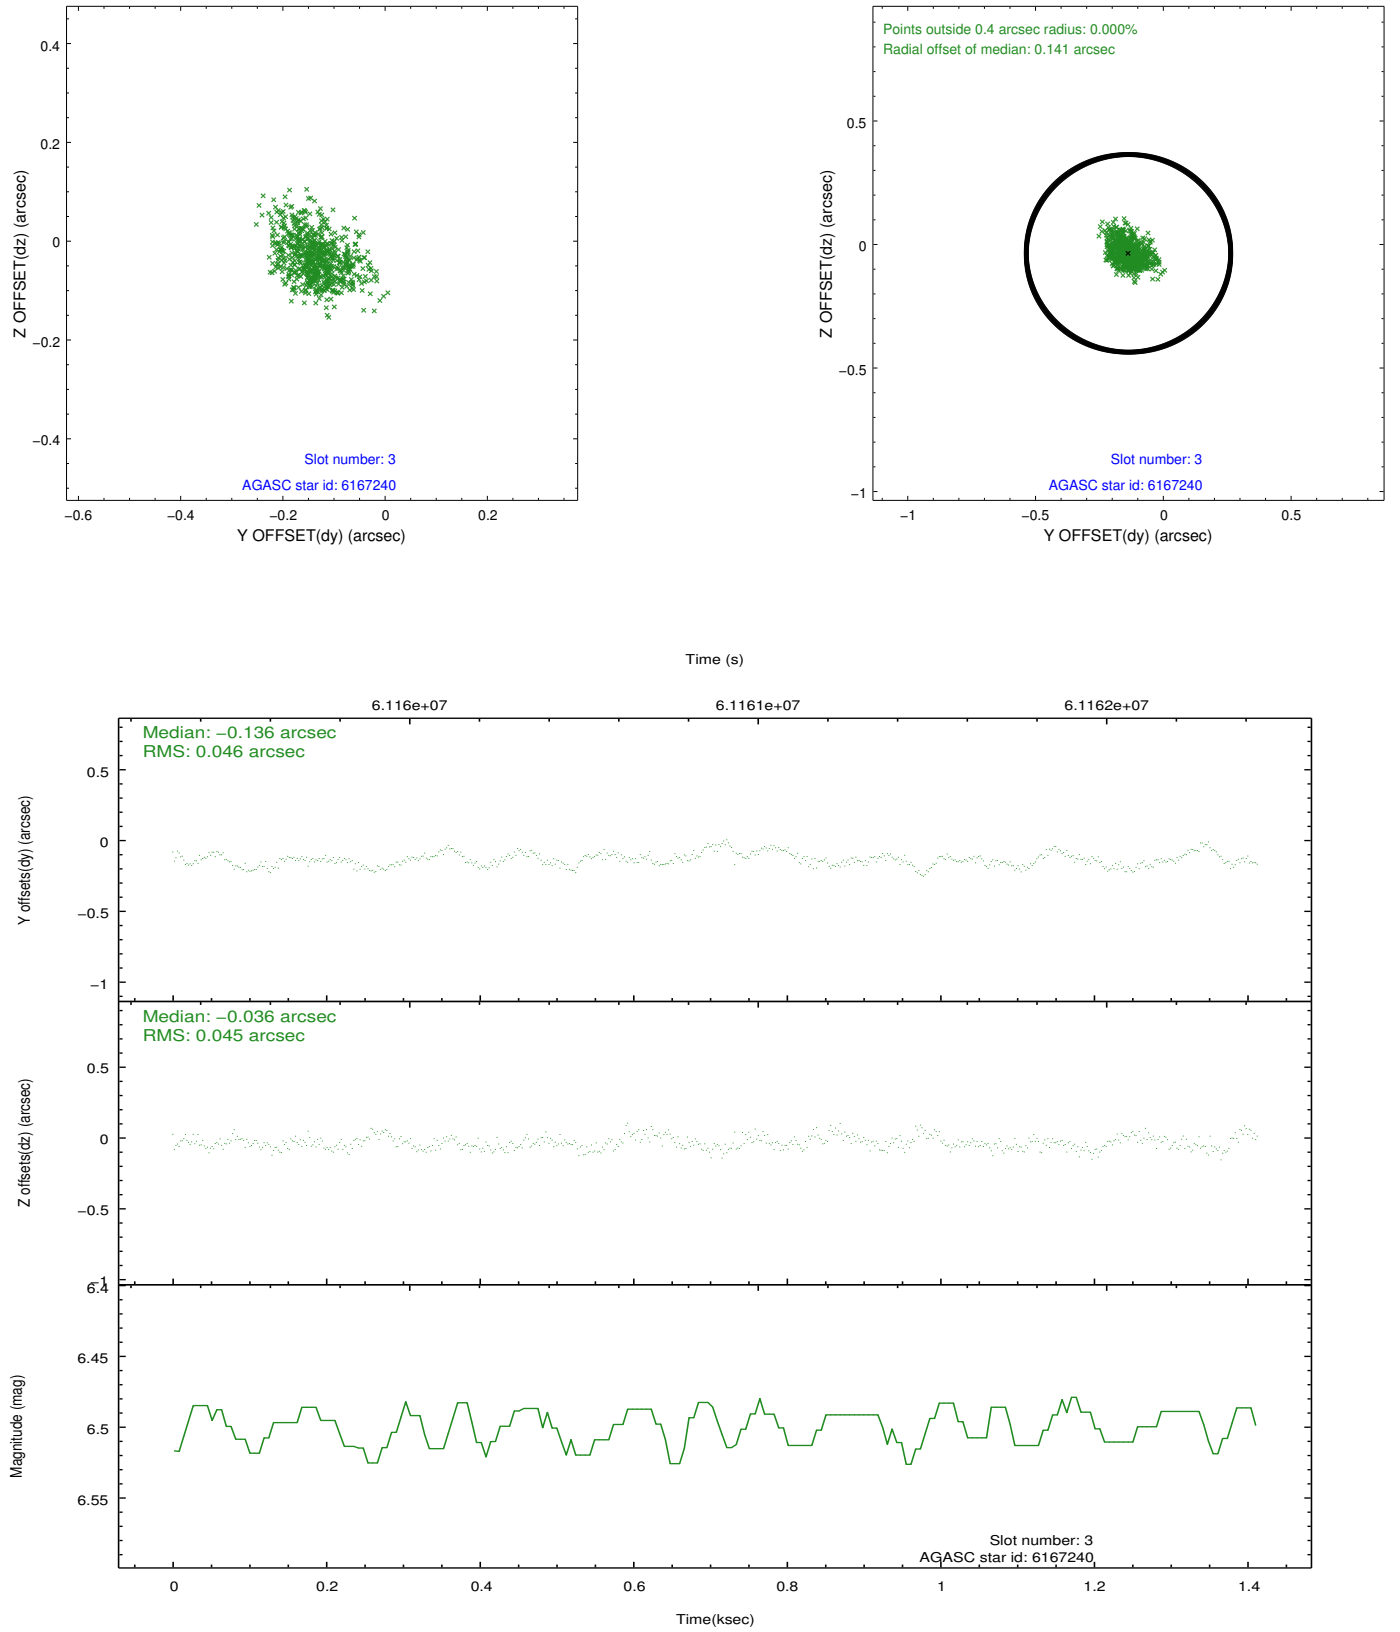 0.4
0.2
0
−0.2
−0.4
Z OFFSET(dz) (arcsec)
Slot number: 3
AGASC star id: 6167240
−0.6
−0.4
−0.2
0
0.2
Y OFFSET(dy) (arcsec)
Points outside 0.4 arcsec radius: 0.000%
Radial offset of median: 0.141 arcsec
0.5
0
−0.5
−1
Z OFFSET(dz) (arcsec)
Slot number: 3
AGASC star id: 6167240
−1
−0.5
0
0.5
Y OFFSET(dy) (arcsec)
Time (s)
6.116e+07
6.1161e+07
6.1162e+07
Median: −0.136 arcsec
RMS: 0.046 arcsec
0.5
0
−0.5
−1
Y offsets(dy) (arcsec)
Median: −0.036 arcsec
RMS: 0.045 arcsec
0.5
0
−0.5
−1
Z offsets(dz) (arcsec)
6.4
6.45
6.5
6.55
Magnitude (mag)
Slot number: 3
AGASC star id: 6167240
0
0.2
0.4
0.6
0.8
1
1.2
1.4
Time(ksec)